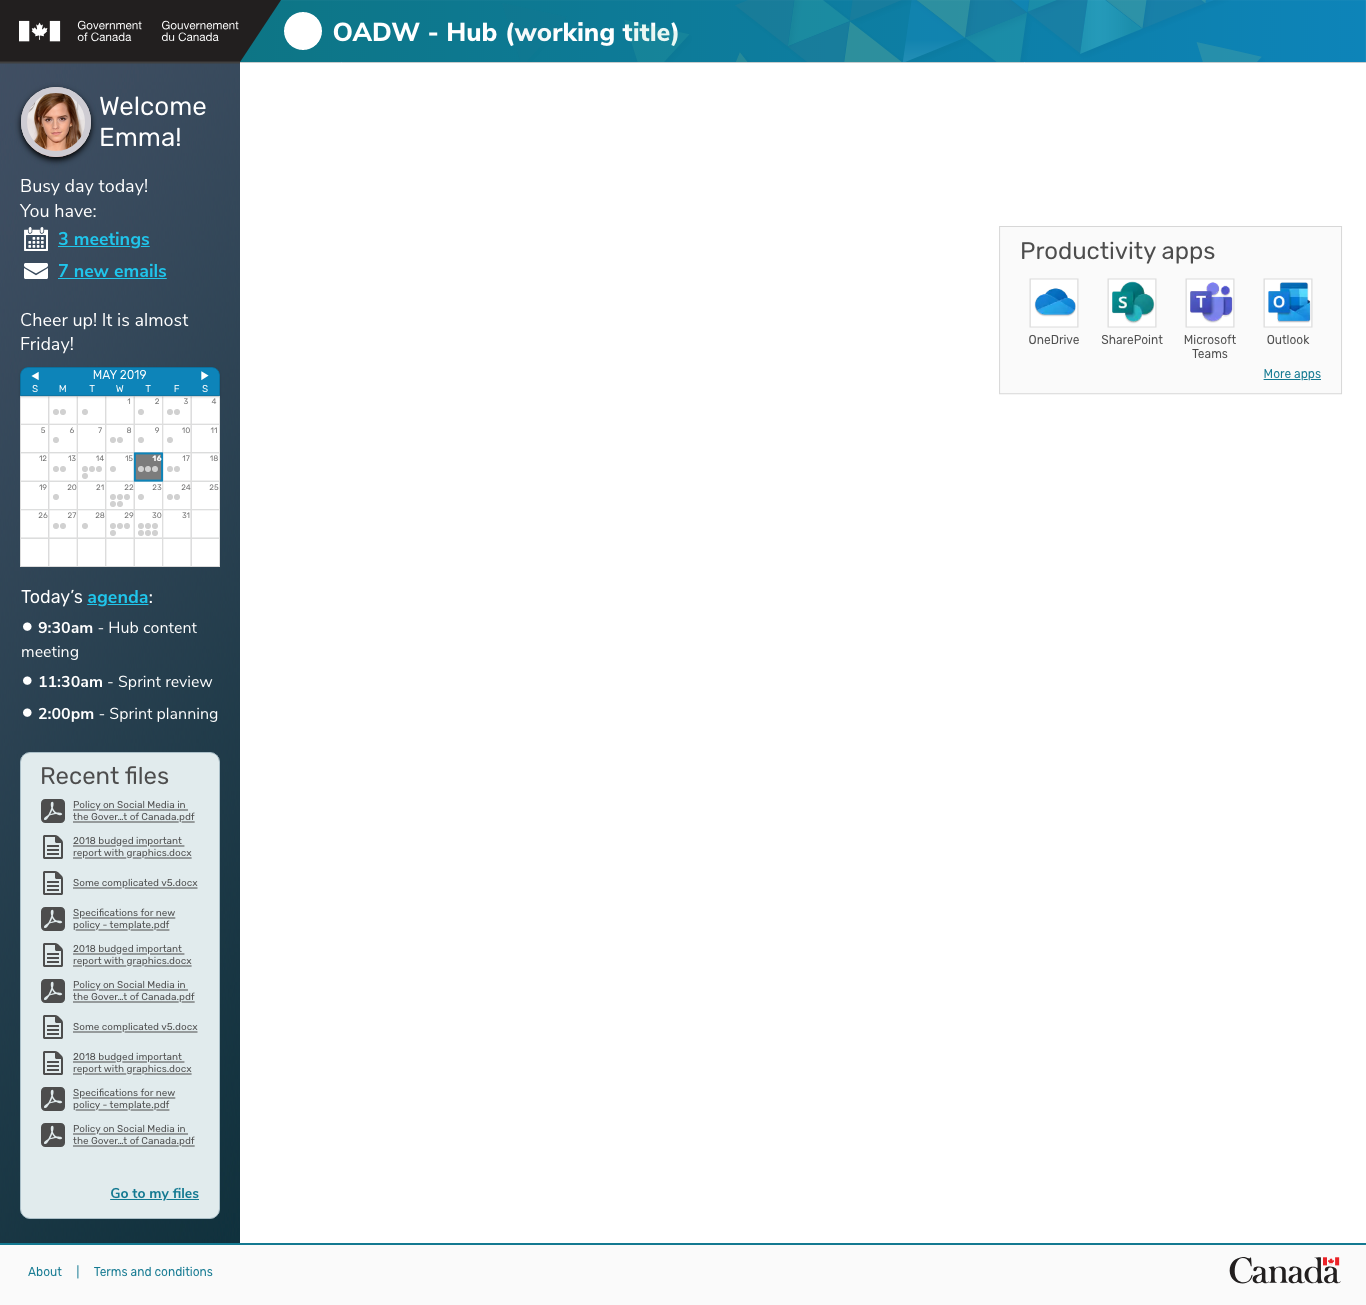 Government
of Canada
Gouvernement
du Canada
OADW - Hub (working title)
Welcome
Emma!
Busy day today!
You have:
3 meetings
7 new emails
Cheer up! It is almost
Friday!
MAY 2019
S M T W T F S
1 2 3 4
5 6 7 8 9 10 11
12 13 14 15 16 17 18
19 20 21 22 23 24 25
26 27 28 29 30 31
Today's agenda:
9:30am - Hub content
meeting
11:30am - Sprint review
2:00pm - Sprint planning
Recent files
Policy on Social Media in
the Gover...t of Canada.pdf
2018 budged important
report with graphics.docx
Some complicated v5.docx
Specifications for new
policy - template.pdf
2018 budged important
report with graphics.docx
Policy on Social Media in
the Gover...t of Canada.pdf
Some complicated v5.docx
2018 budged important
report with graphics.docx
Specifications for new
policy - template.pdf
Policy on Social Media in
the Gover...t of Canada.pdf
Go to my files
Productivity apps
S
T
O
OneDrive
SharePoint
Microsoft
Teams
Outlook
More apps
About | Terms and conditions
Canada